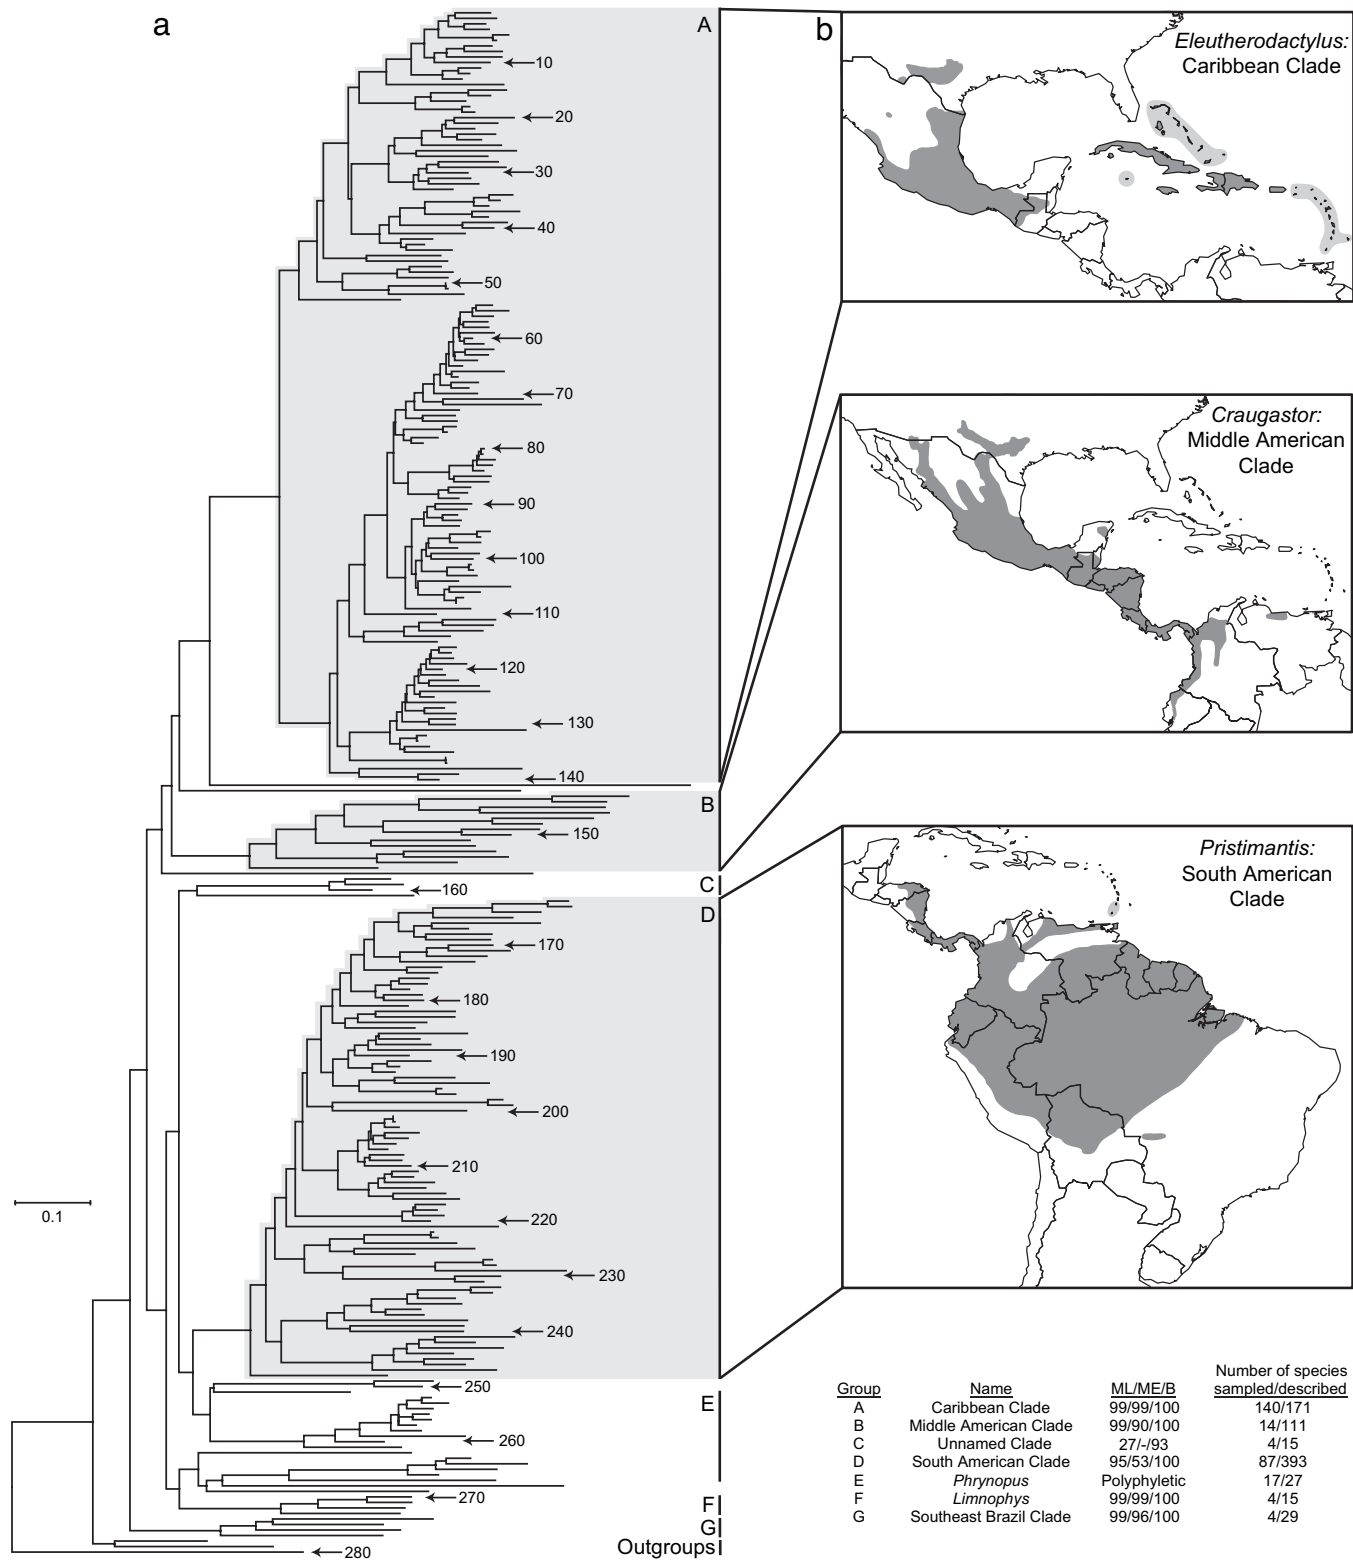 a
A
10
20
30
40
50
60
70
80
90
100
110
120
130
140
B
150
C
160
D
170
180
190
200
210
220
230
240
250
E
260
270
F
G
Outgroups
280
0.1
b
Eleutherodactylus:
Caribbean Clade
Craugastor:
Middle American
Clade
Pristimantis:
South American
Clade
Number of species
Group Name ML/ME/B sampled/described
A Caribbean Clade 99/99/100 140/171
B Middle American Clade 99/90/100 14/111
C Unnamed Clade 27/-/93 4/15
D South American Clade 95/53/100 87/393
E Phrynopus Polyphyletic 17/27
F Limnophys 99/99/100 4/15
G Southeast Brazil Clade 99/96/100 4/29